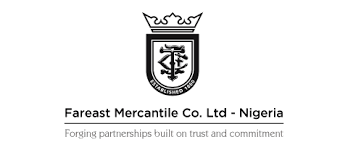 Fareast Mercantile Co. Ltd - Nigeria
Forging partnerships built on trust and commitment